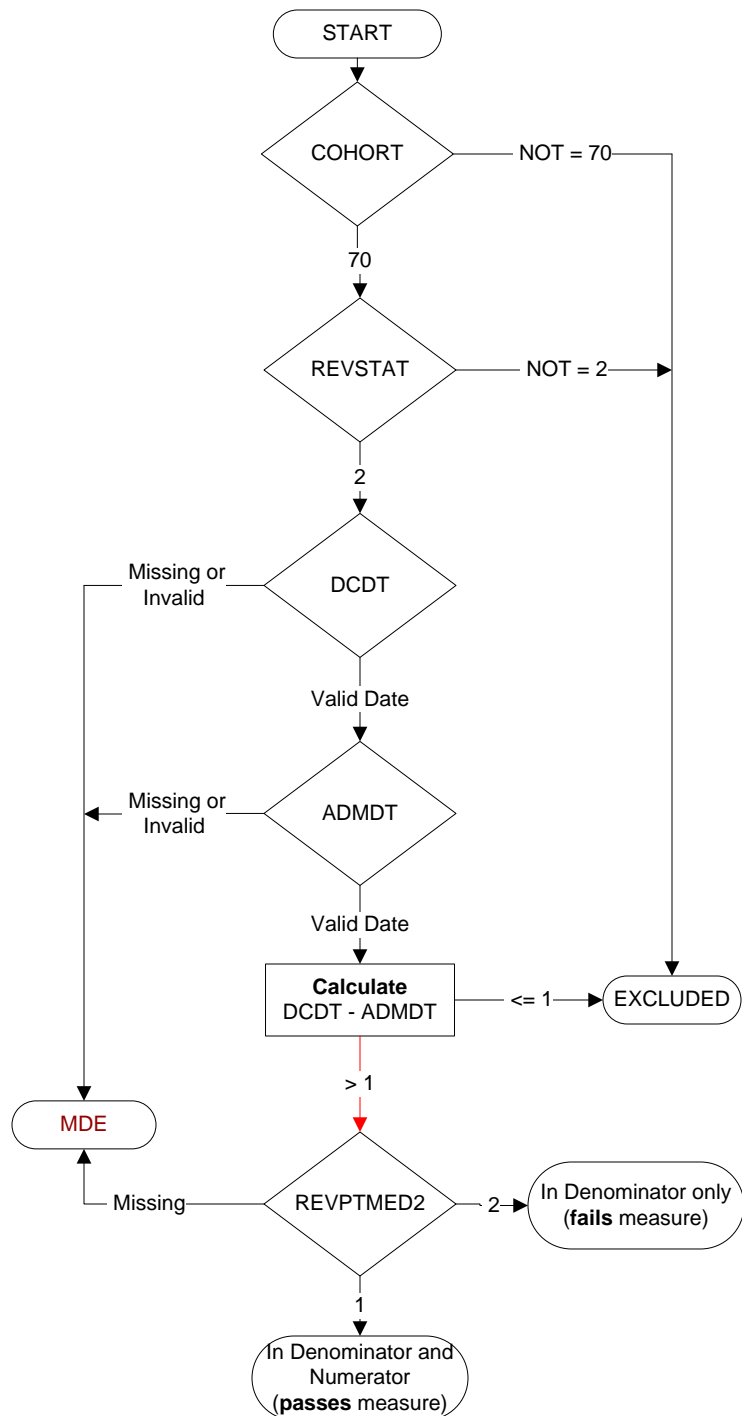 START
COHORT
NOT = 70
70
REVSTAT
NOT = 2
2
Missing or
Invalid
DCDT
Valid Date
Missing or
Invalid
ADMDT
Valid Date
Calculate
DCDT - ADMDT
<= 1
EXCLUDED
> 1
MDE
Missing
REVPTMED2
2
In Denominator only
(fails measure)
1
In Denominator and
Numerator
(passes measure)